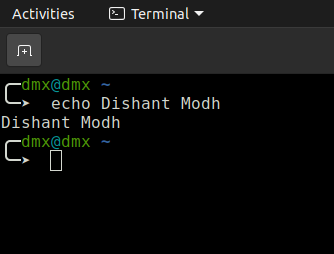 Activities Terminal
dmx@dmx ~
echo Dishant Modh
Dishant Modh
dmx@dmx ~